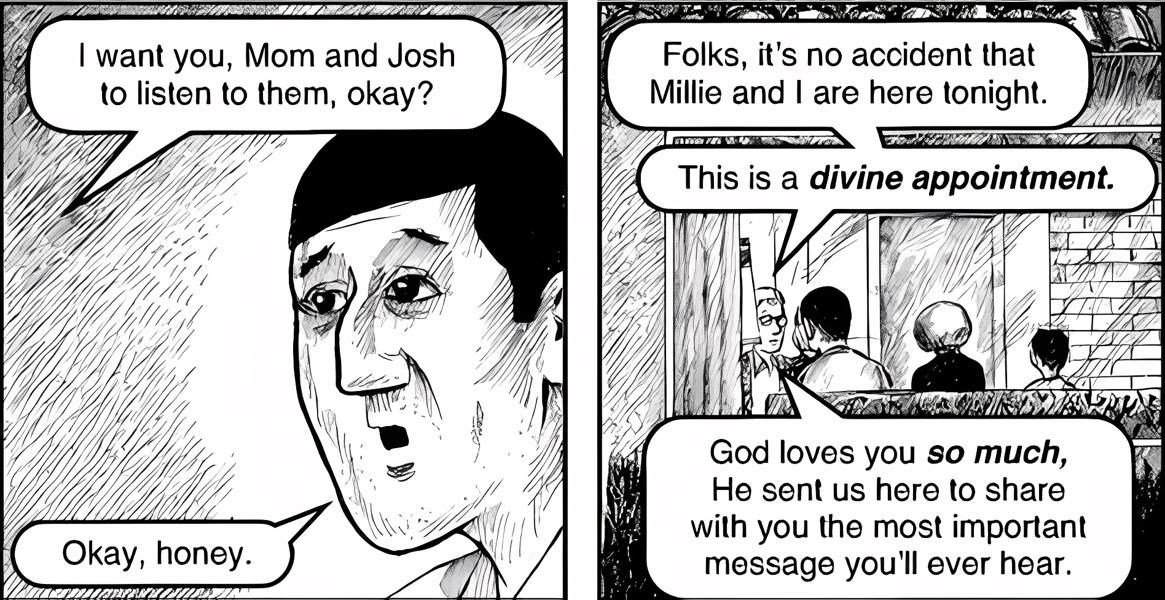 I want you, Mom and Josh
to listen to them, okay?
Okay, honey.
Folks, it's no accident that
Millie and I are here tonight.
This is a divine appointment.
God loves you so much,
He sent us here to share
with you the most important
message you'll ever hear.